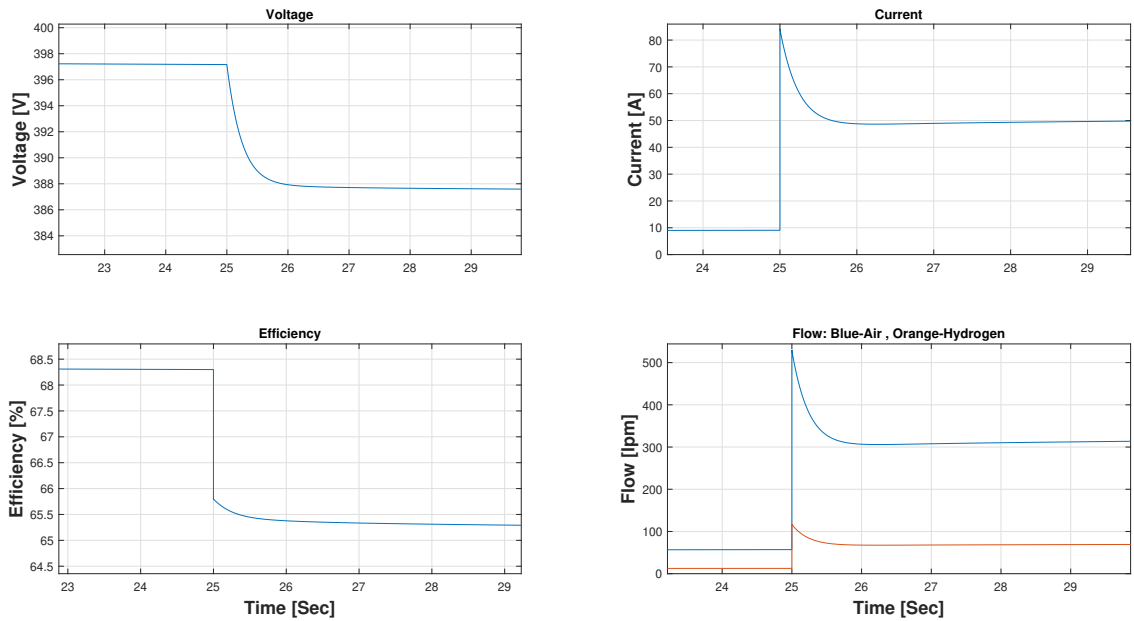 Voltage
Voltage [V]
400
398
396
394
392
390
388
386
384
23 24 25 26 27 28 29
Current
Current [A]
80
70
60
50
40
30
20
10
0
24 25 26 27 28 29
Efficiency
Efficiency [%]
68.5
68
67.5
67
66.5
66
65.5
65
64.5
23 24 25 26 27 28 29
Time [Sec]
Flow: Blue-Air , Orange-Hydrogen
Flow [lpm]
500
400
300
200
100
0
24 25 26 27 28 29
Time [Sec]